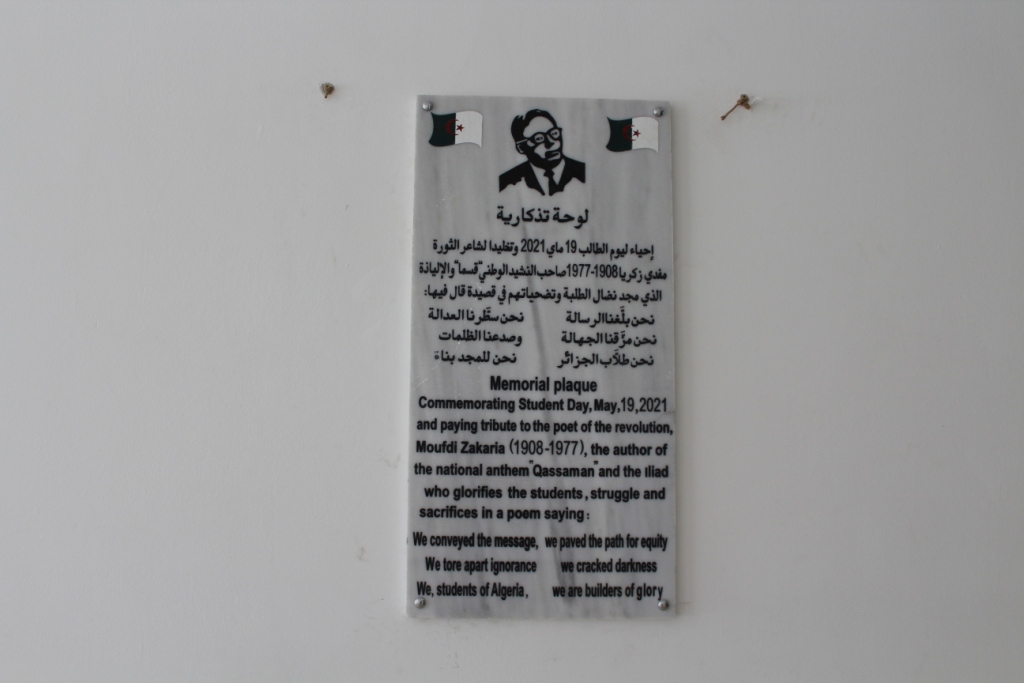 لوحة تذكارية
إحياء ليوم الطالب 19 ماي 2021 وتخليدا لشاعر الثورة
مفدي زكريا 1908-1977 صاحب النشيد الوطني "قسما" والإلياذة
الذي مجد نضال الطلبة وتضحياتهم في قصيدة قال فيها:
نحن بلَّغنا الرسالة نحن سطَّرنا العدالة
نحن مزَّقنا الجهالة وصدعنا الظلمات
نحن طلَّاب الجزائر نحن للمجد بناة
Memorial plaque
Commemorating Student Day, May,19,2021
and paying tribute to the poet of the revolution,
Moufdi Zakaria (1908-1977), the author of
the national anthem "Qassaman" and the ıliad
who glorifies the students, struggle and
sacrifices in a poem saying:
We conveyed the message, we paved the path for equity
We tore apart ignorance we cracked darkness
We, students of Algeria, we are builders of glory